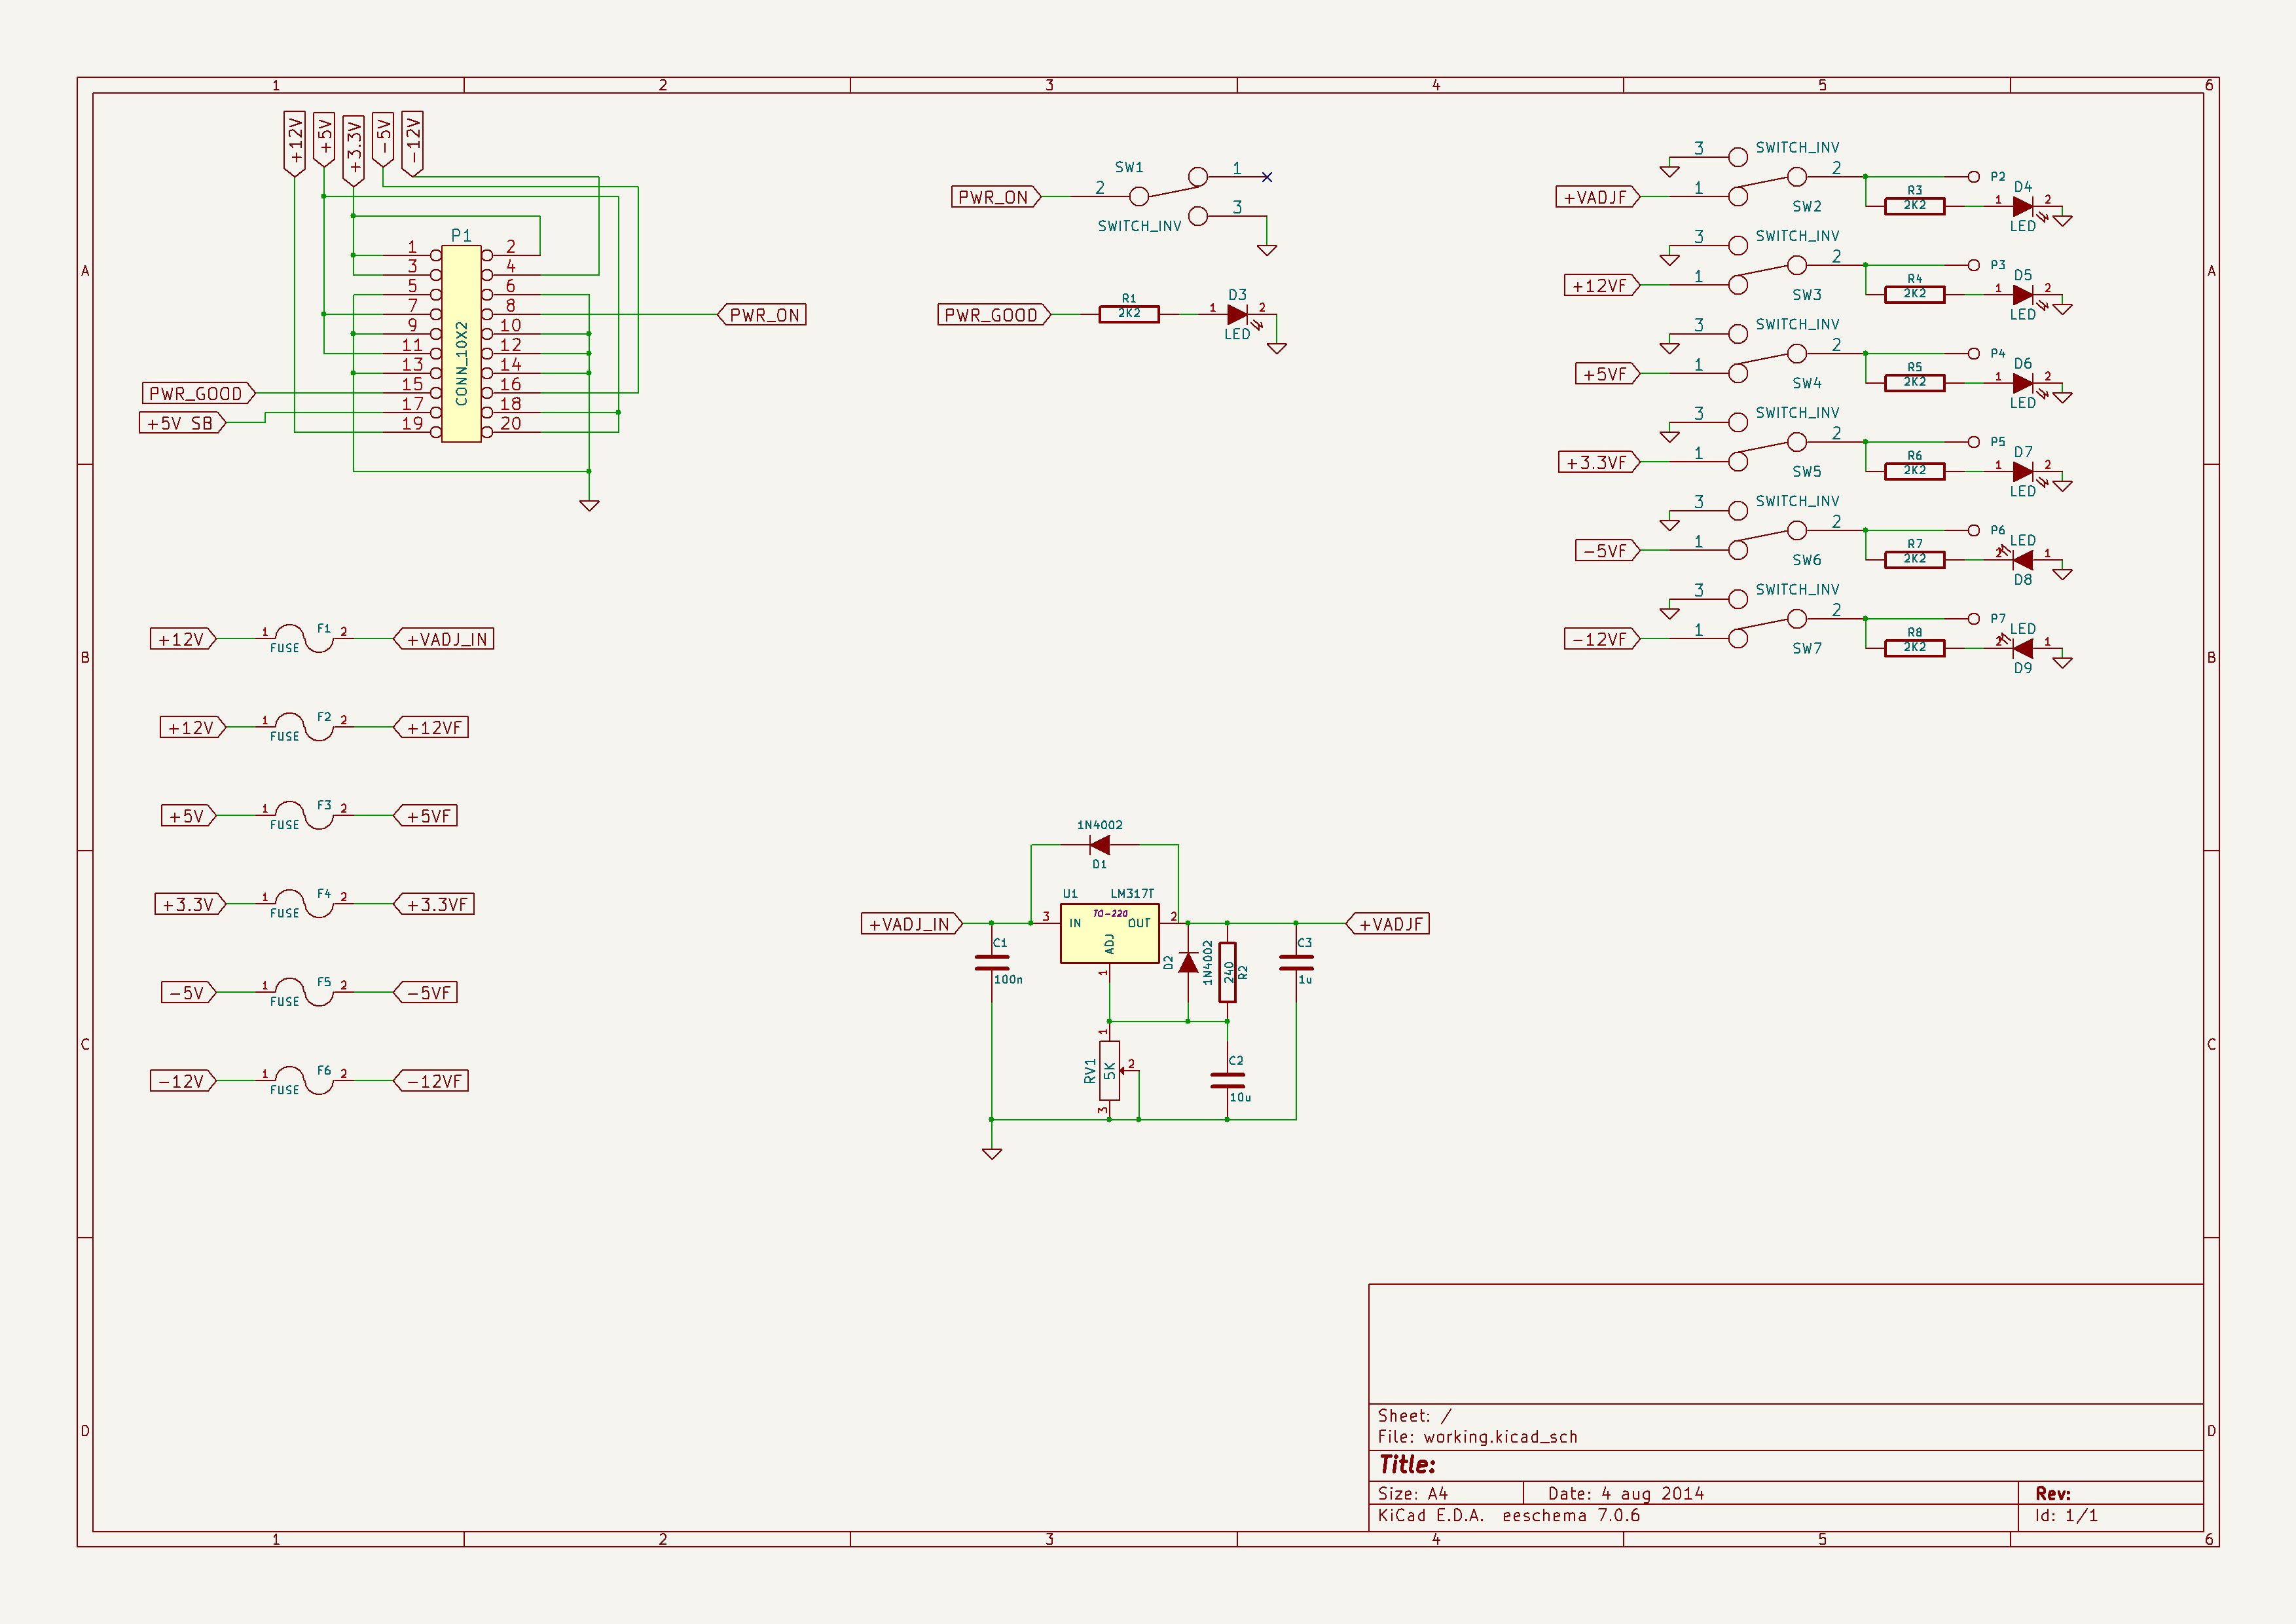 1 2 3 4 5 6
A
B
C
D
+12V
+5V
+3.3V
-5V
-12V
P1
CONN_10X2
1 2
3 4
5 6
7 8
9 10
11 12
13 14
15 16
17 18
19 20
PWR_GOOD
+5V SB
PWR_ON
SW1
PWR_ON 2 1
3
SWITCH_INV
PWR_GOOD R1 2K2 1 D3 2
LED
3 SWITCH_INV
+VADJF 1 2 SW2
P2
R3 2K2 1 D4 2
LED
3 SWITCH_INV
+12VF 1 2 SW3
P3
R4 2K2 1 D5 2
LED
3 SWITCH_INV
+5VF 1 2 SW4
P4
R5 2K2 1 D6 2
LED
3 SWITCH_INV
+3.3VF 1 2 SW5
P5
R6 2K2 1 D7 2
LED
3 SWITCH_INV
-5VF 1 2 SW6
P6
R7 2K2 2 LED 1
D8
3 SWITCH_INV
-12VF 1 2 SW7
P7
R8 2K2 2 LED 1
D9
+12V 1 F1 2 +VADJ_IN
FUSE
+12V 1 F2 2 +12VF
FUSE
+5V 1 F3 2 +5VF
FUSE
+3.3V 1 F4 2 +3.3VF
FUSE
-5V 1 F5 2 -5VF
FUSE
-12V 1 F6 2 -12VF
FUSE
1N4002
D1
U1 LM317T
TO-220
+VADJ_IN 3 IN OUT 2 +VADJF
ADJ
1
C1
100n
D2
1N4002
240
R2
C3
1u
1
RV1
5K
2
3
C2
10u
Sheet: /
File: working.kicad_sch
Title:
Size: A4 Date: 4 aug 2014 Rev:
KiCad E.D.A. eeschema 7.0.6 Id: 1/1
A
B
C
D
1 2 3 4 5 6